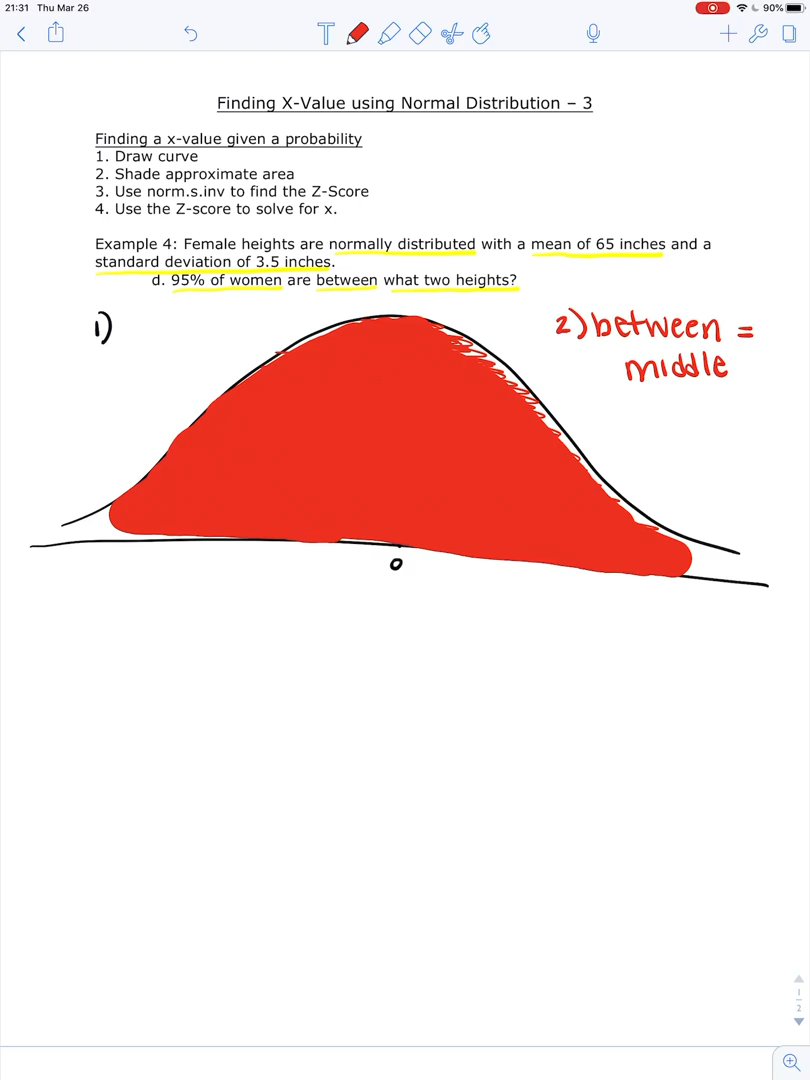 21:31 Thu Mar 26
90%
T
Finding X-Value using Normal Distribution – 3
Finding a x-value given a probability
1. Draw curve
2. Shade approximate area
3. Use norm.s.inv to find the Z-Score
4. Use the Z-score to solve for x.
Example 4: Female heights are normally distributed with a mean of 65 inches and a
standard deviation of 3.5 inches.
d. 95% of women are between what two heights?
1)
2) between =
middle
0
1
2